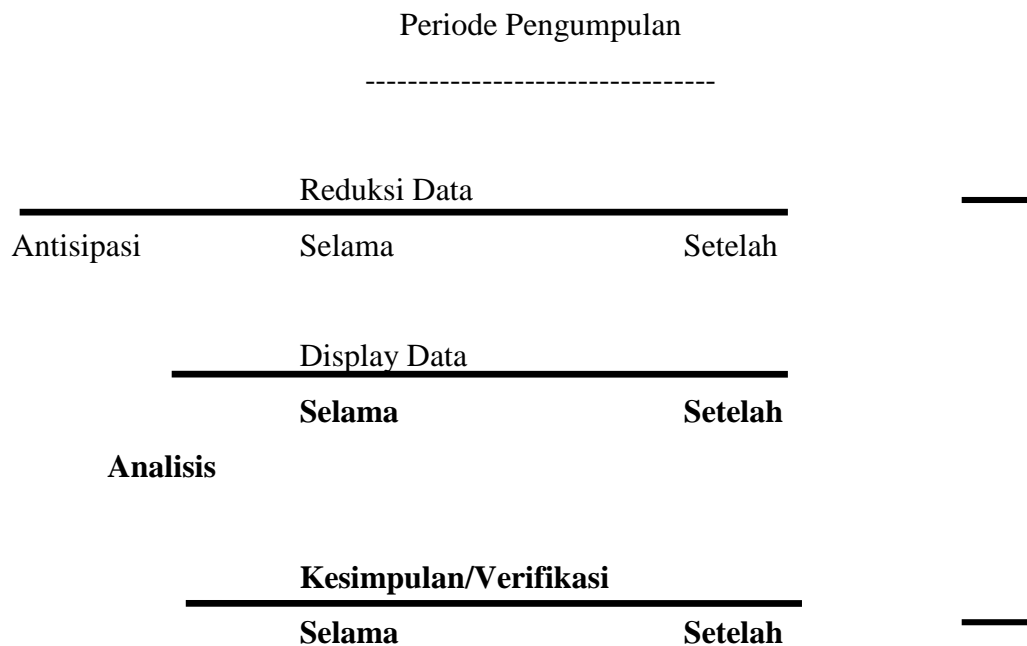 Periode Pengumpulan
---------------------------------
Reduksi Data
Antisipasi Selama Setelah
Display Data
Selama Setelah
Analisis
Kesimpulan/Verifikasi
Selama Setelah